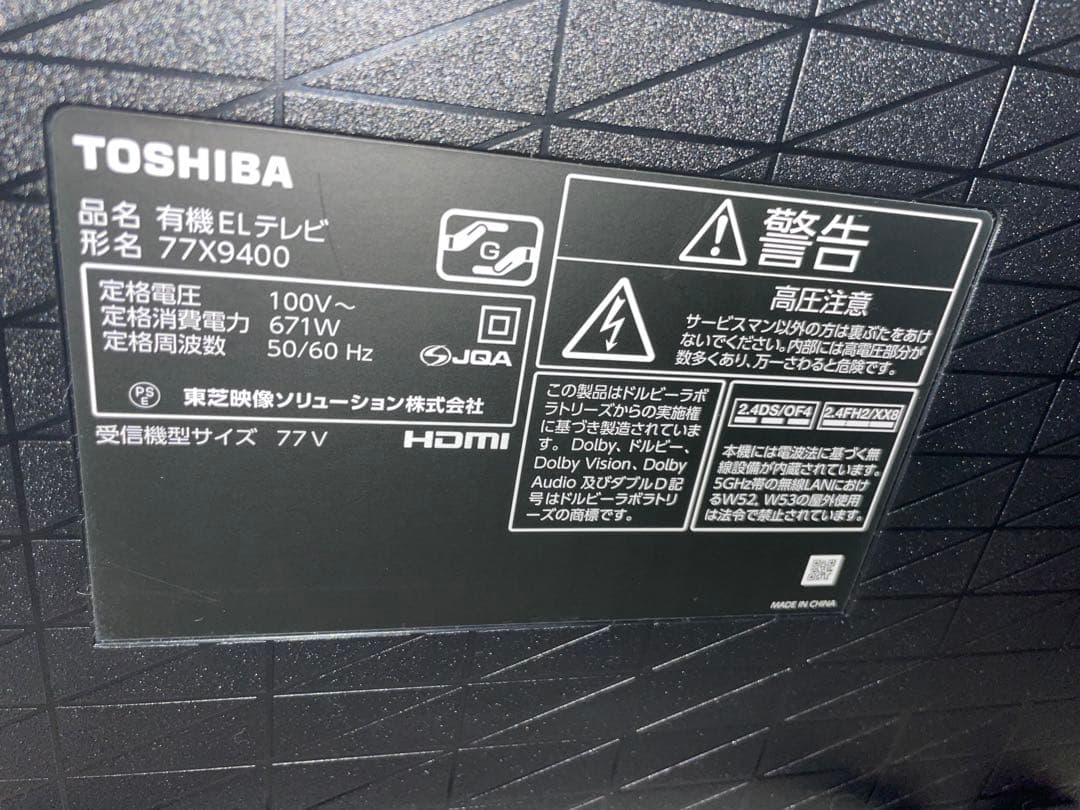 TOSHIBA
品名 有機ELテレビ
形名 77X9400
G
定格電圧 100V～
定格消費電力 671W
定格周波数 50/60 Hz
JQA
PS
E
東芝映像ソリューション株式会社
受信機型サイズ 77V
HDMI
警告
高圧注意
サービスマン以外の方は裏ぶたをあけ
ないでください。内部には高電圧部分が
数多くあり、万一さわると危険です。
この製品はドルビーラボ
ラトリーズからの実施権
に基づき製造されていま
す。Dolby、ドルビー、
Dolby Vision、Dolby
Audio 及びダブルD記
号はドルビーラボラトリ
ーズの商標です。
2.4DS/OF4 2.4FH2/XX8
本機には電波法に基づく無
線設備が内蔵されています。
5GHz帯の無線LANにおけ
るW52、W53の屋外使用
は法令で禁止されています。
MADE IN CHINA